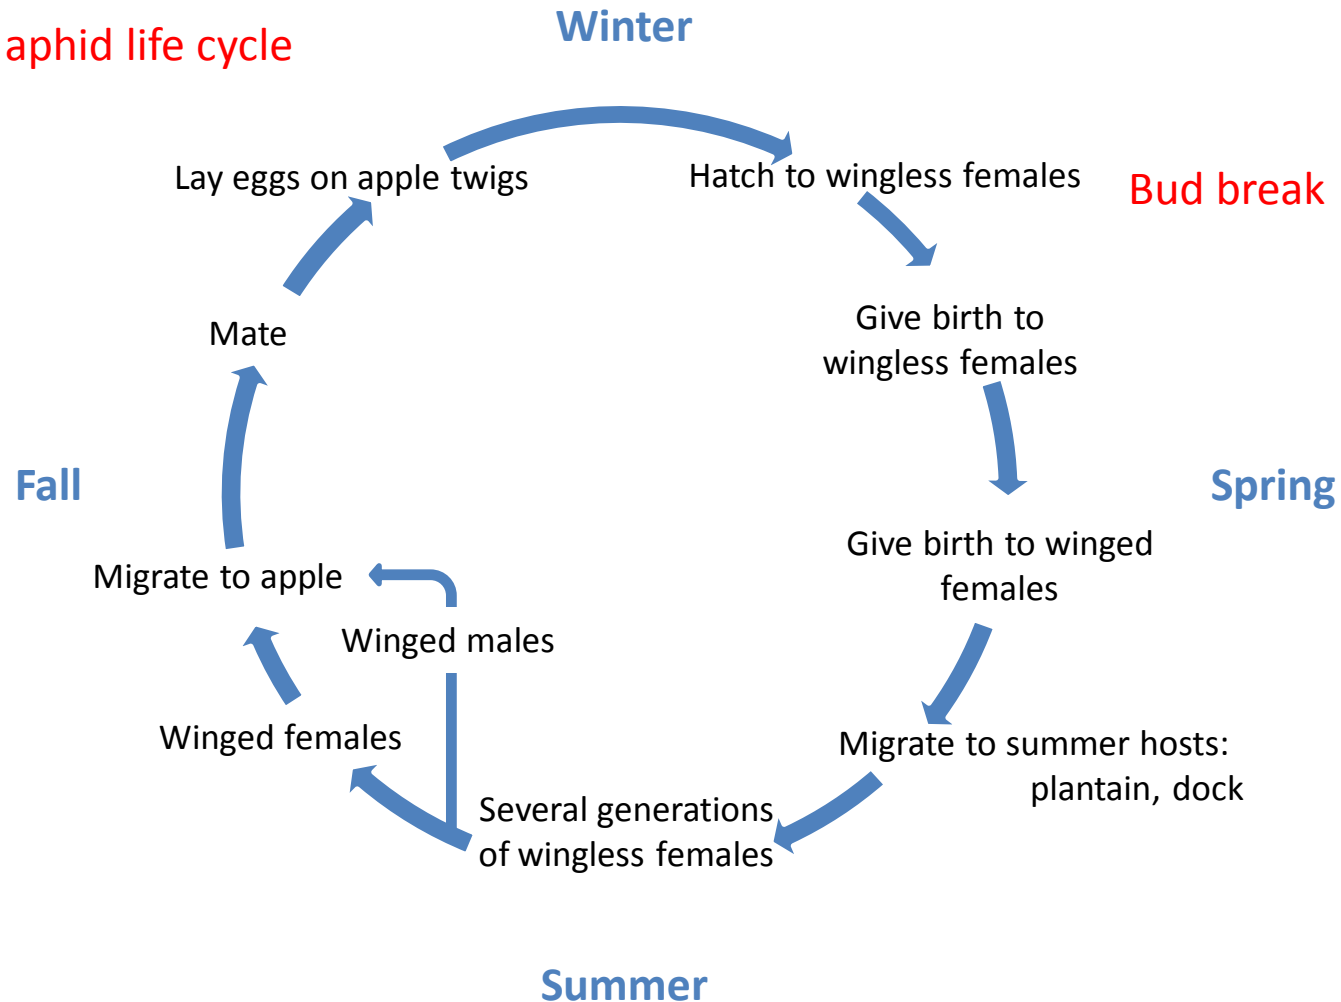 aphid life cycle
Winter
Lay eggs on apple twigs
Hatch to wingless females
Bud break
Give birth to
wingless females
Mate
Fall
Spring
Give birth to winged
females
Migrate to apple
Winged males
Winged females
Migrate to summer hosts:
plantain, dock
Several generations
of wingless females
Summer